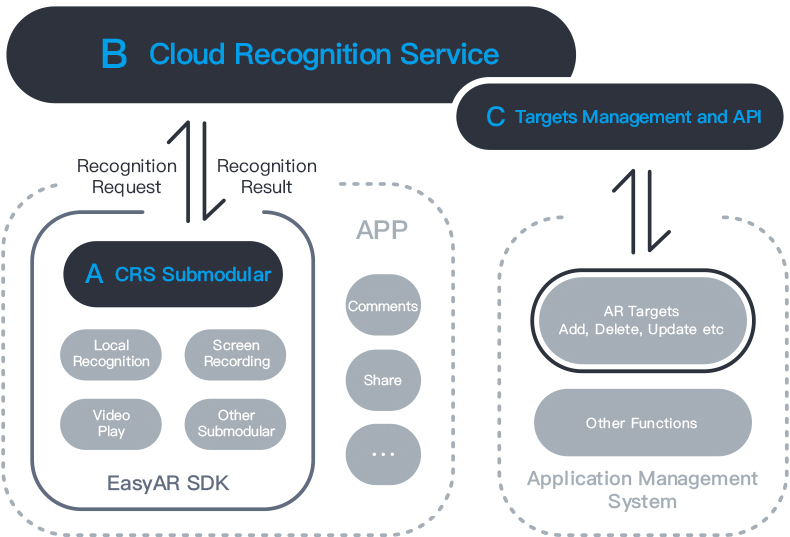 B Cloud Recognition Service
C Targets Management and API
Recognition
Request
Recognition
Result
APP
A CRS Submodular
Local
Recognition
Screen
Recording
Video
Play
Other
Submodular
EasyAR SDK
Comments
Share
...
AR Targets
Add, Delete, Update etc
Other Functions
Application Management
System